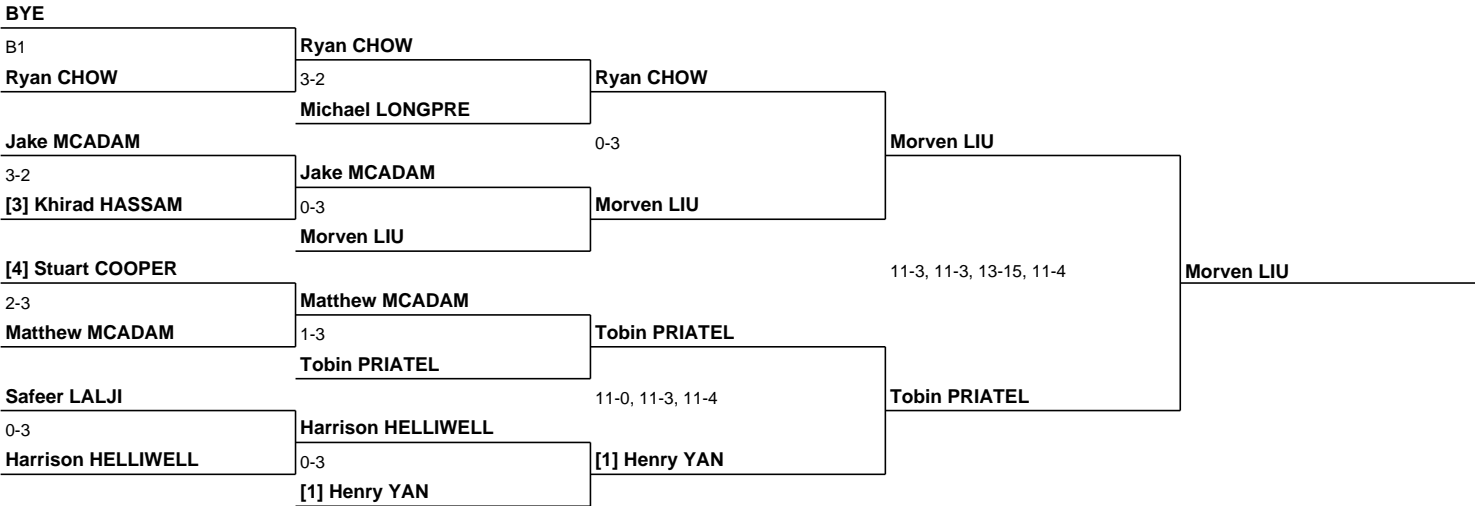 BYE
B1
Ryan CHOW
Ryan CHOW
3-2
Ryan CHOW
Michael LONGPRE
Jake MCADAM
0-3
Morven LIU
3-2
Jake MCADAM
[3] Khirad HASSAM
0-3
Morven LIU
Morven LIU
[4] Stuart COOPER
11-3, 11-3, 13-15, 11-4
Morven LIU
2-3
Matthew MCADAM
Matthew MCADAM
1-3
Tobin PRIATEL
Tobin PRIATEL
Safeer LALJI
11-0, 11-3, 11-4
Tobin PRIATEL
0-3
Harrison HELLIWELL
Harrison HELLIWELL
0-3
[1] Henry YAN
[1] Henry YAN